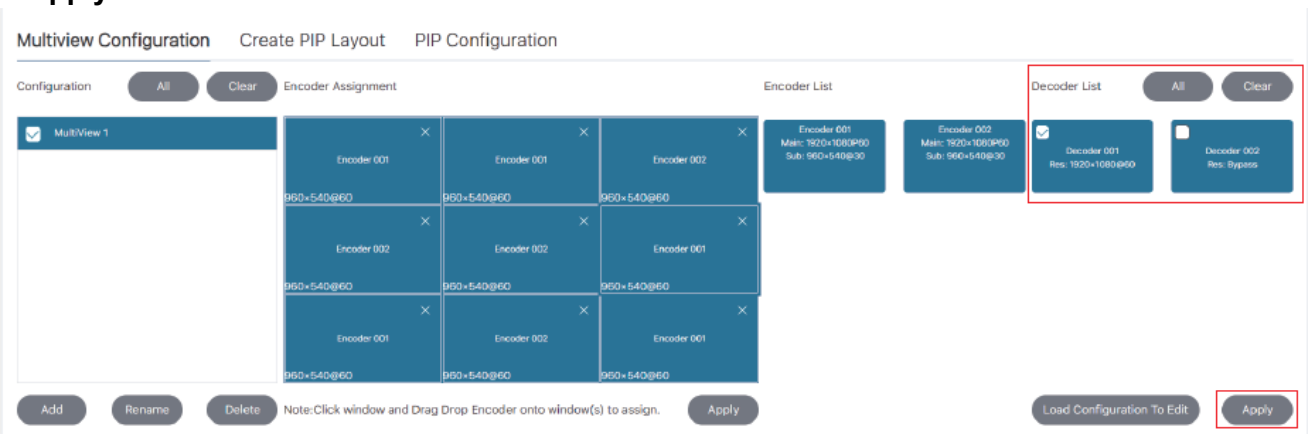 Multiview Configuration Create PIP Layout PIP Configuration
Configuration All Clear Encoder Assignment Encoder List Decoder List All Clear
MultiView 1
Encoder 001
960×540@60
Encoder 001
960×540@60
Encoder 002
960×540@60
Encoder 002
960×540@60
Encoder 002
960×540@60
Encoder 001
960×540@60
Encoder 001
960×540@60
Encoder 002
960×540@60
Encoder 001
960×540@60
Encoder 001
Main: 1920×1080P60
Sub: 960×540@30
Encoder 002
Main: 1920×1080P60
Sub: 960×540@30
Decoder 001
Res: 1920×1080@60
Decoder 002
Res: Bypass
Add Rename Delete Note:Click window and Drag Drop Encoder onto window(s) to assign. Apply Load Configuration To Edit Apply